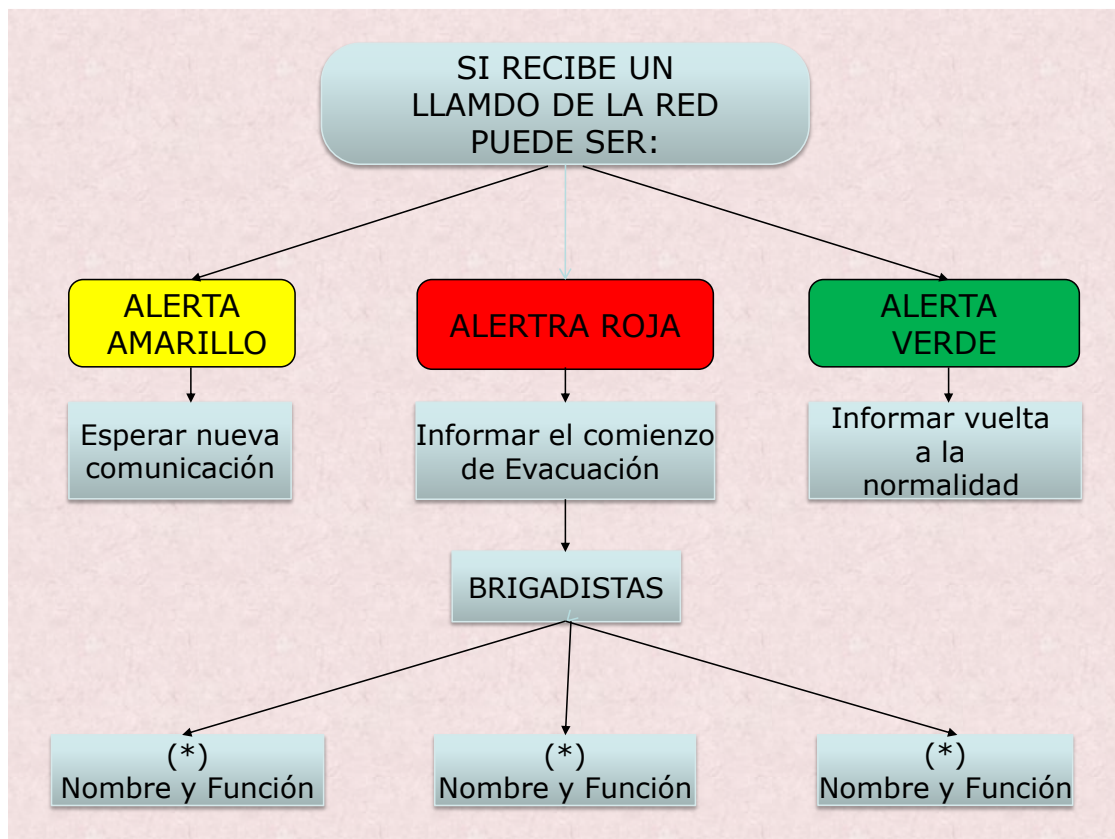 SI RECIBE UN
LLAMDO DE LA RED
PUEDE SER:
ALERTA
AMARILLO
ALERTRA ROJA
ALERTA
VERDE
Esperar nueva
comunicación
Informar el comienzo
de Evacuación
Informar vuelta
a la
normalidad
BRIGADISTAS
(*)
Nombre y Función
(*)
Nombre y Función
(*)
Nombre y Función